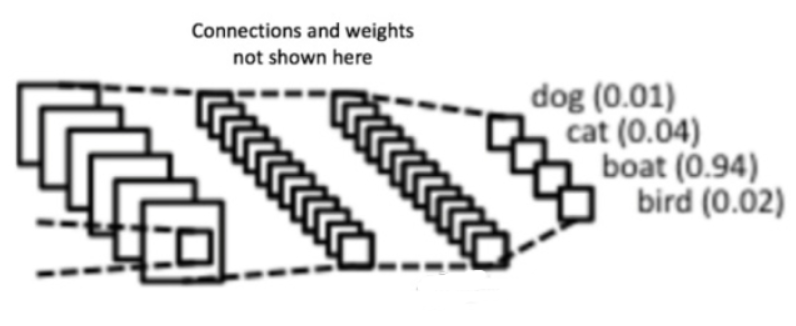 Connections and weights
not shown here
dog (0.01)
cat (0.04)
boat (0.94)
bird (0.02)